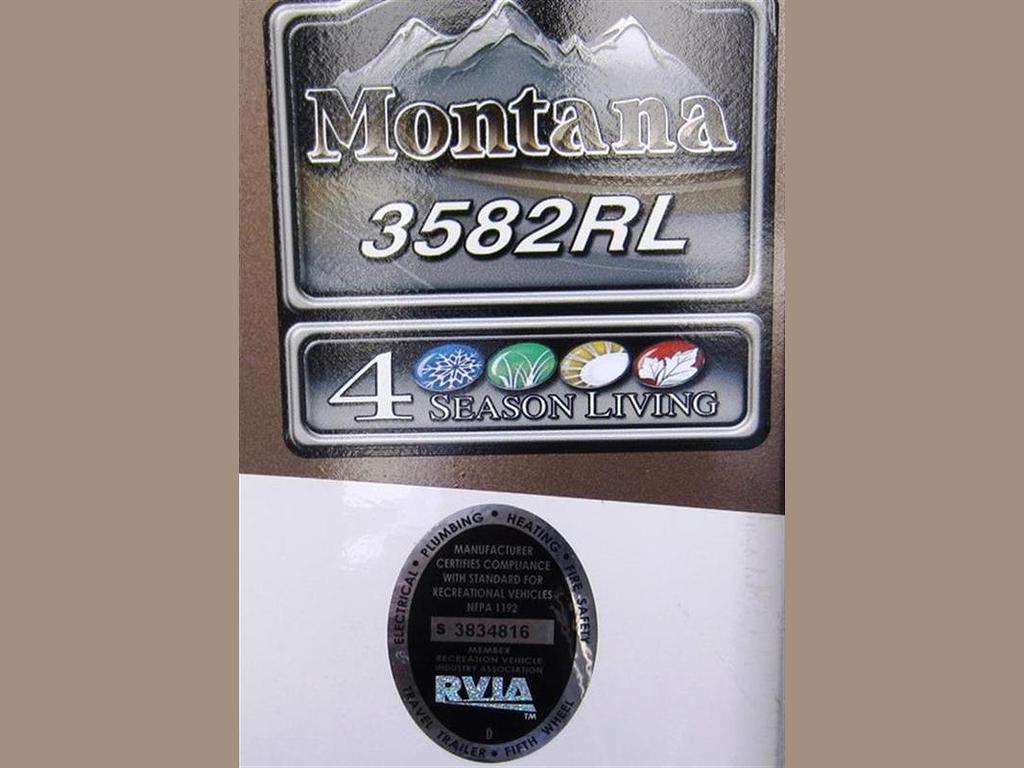 Montana
3582RL
4 SEASON LIVING
ELECTRICAL • PLUMBING • HEATING • FIRE SAFETY
MANUFACTURER
CERTIFIES COMPLIANCE
WITH STANDARD FOR
RECREATIONAL VEHICLES
NFPA 1192
S 3834816
MEMBER
RECREATION VEHICLE
INDUSTRY ASSOCIATION
RVIA
TM
D
TRAVEL TRAILER • FIFTH WHEEL